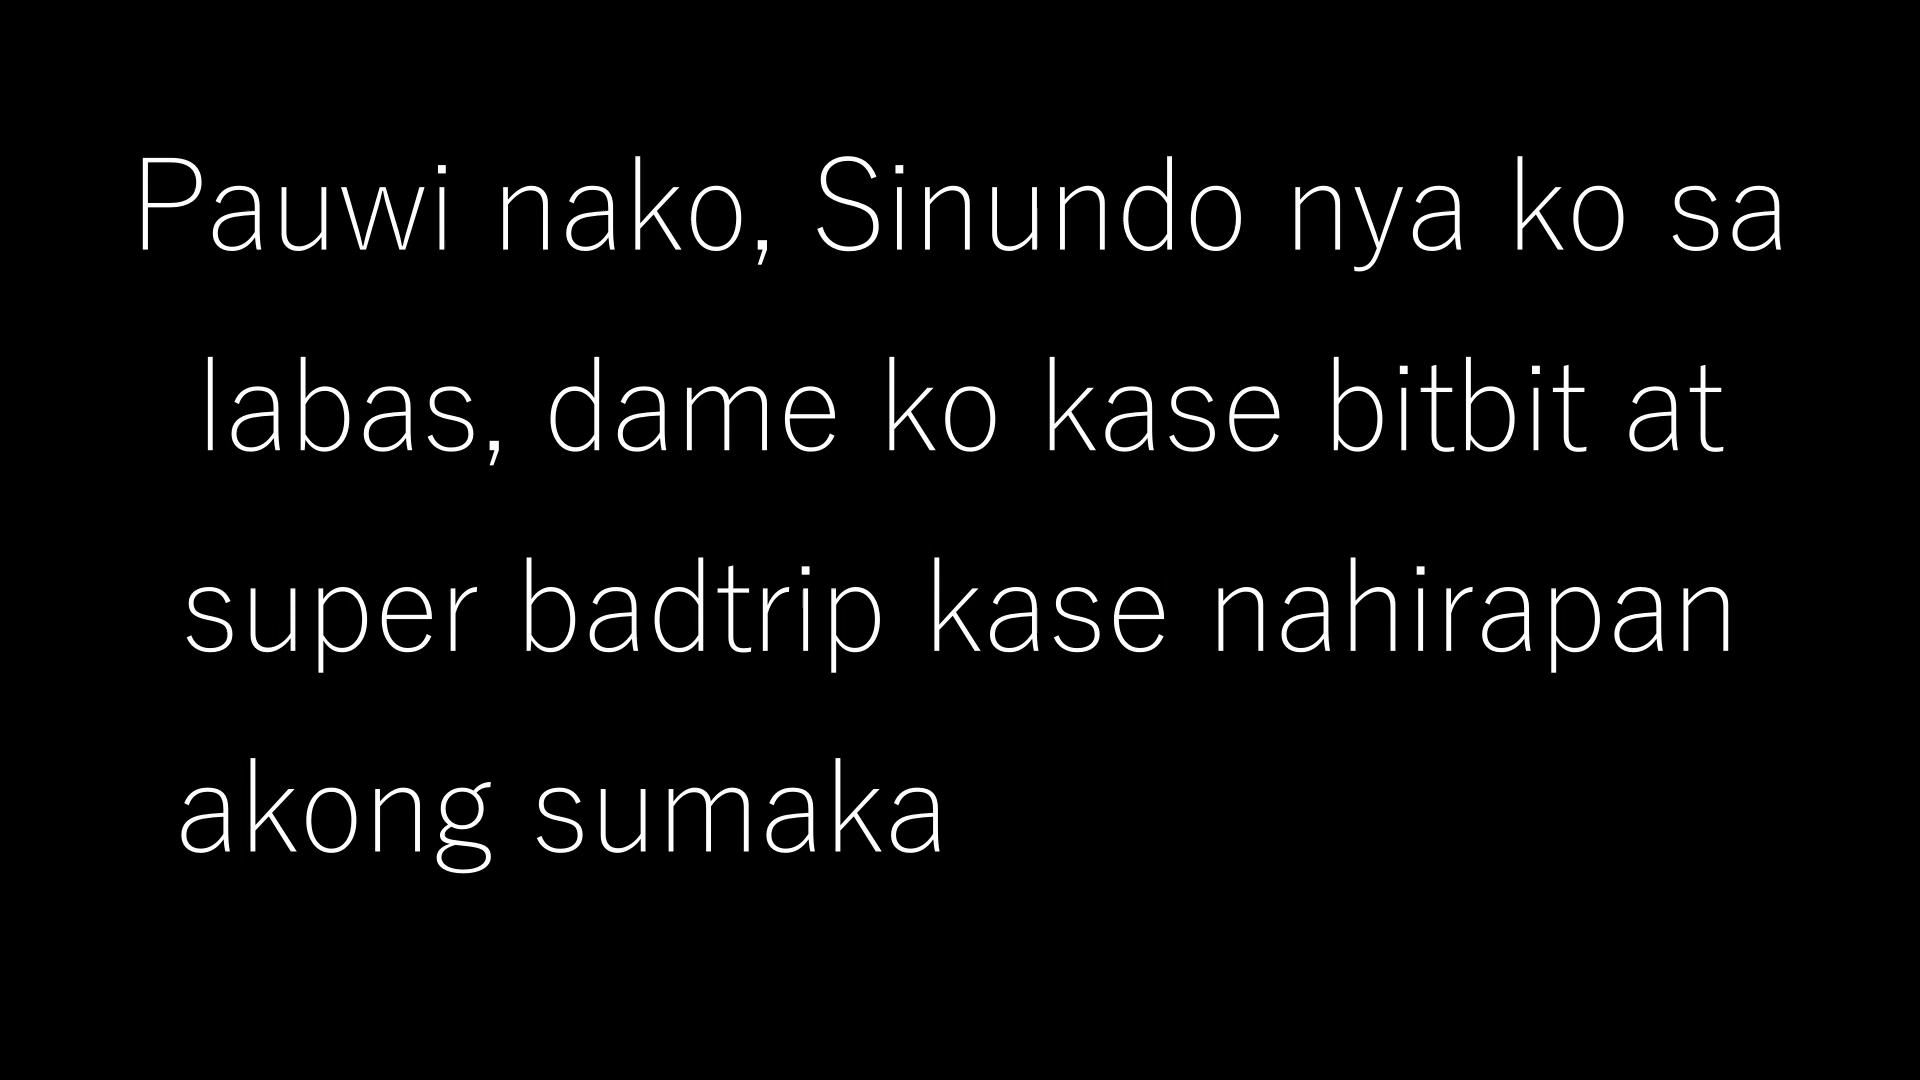 Pauwi nako, Sinundo nya ko sa
labas, dame ko kase bitbit at
super badtrip kase nahirapan
akong sumaka